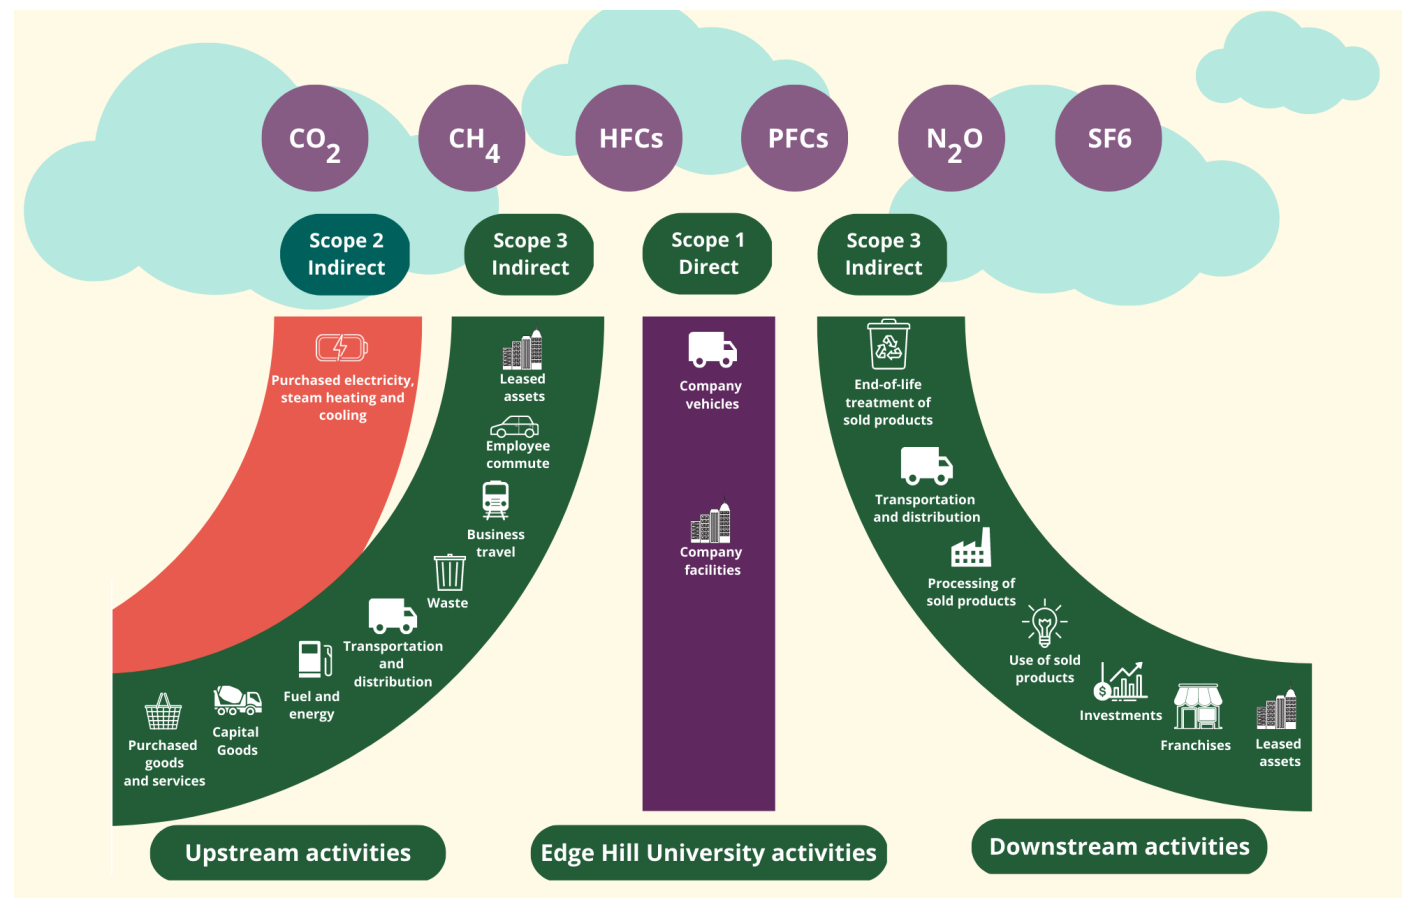 CO2
CH4
HFCs
PFCs
N2O
SF6
Scope 2
Indirect
Scope 3
Indirect
Scope 1
Direct
Scope 3
Indirect
Purchased electricity,
steam heating and
cooling
Leased
assets
Employee
commute
Business
travel
Waste
Transportation
and
distribution
Fuel and
energy
Capital
Goods
Purchased
goods
and services
Company
vehicles
Company
facilities
End-of-life
treatment of
sold products
Transportation
and distribution
Processing of
sold products
Use of sold
products
$
Investments
Franchises
Leased
assets
Upstream activities
Edge Hill University activities
Downstream activities